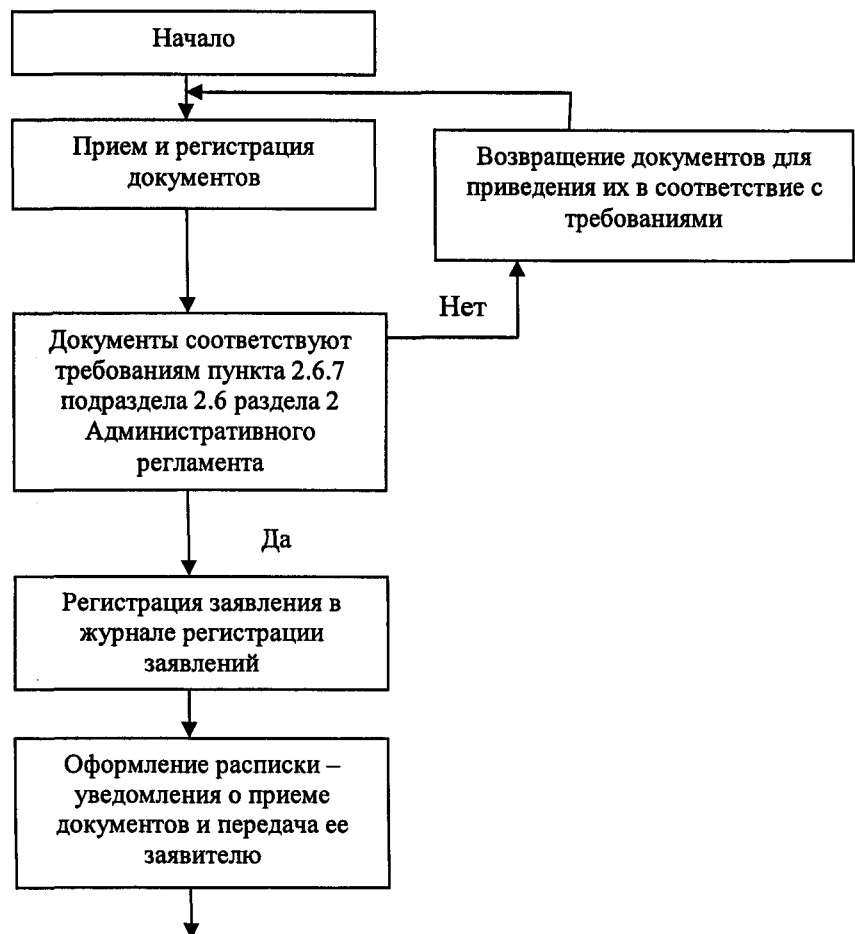 Начало
Прием и регистрация
документов
Возвращение документов для
приведения их в соответствие с
требованиями
Нет
Документы соответствуют
требованиям пункта 2.6.7
подраздела 2.6 раздела 2
Административного
регламента
Да
Регистрация заявления в
журнале регистрации
заявлений
Оформление расписки –
уведомления о приеме
документов и передача ее
заявителю